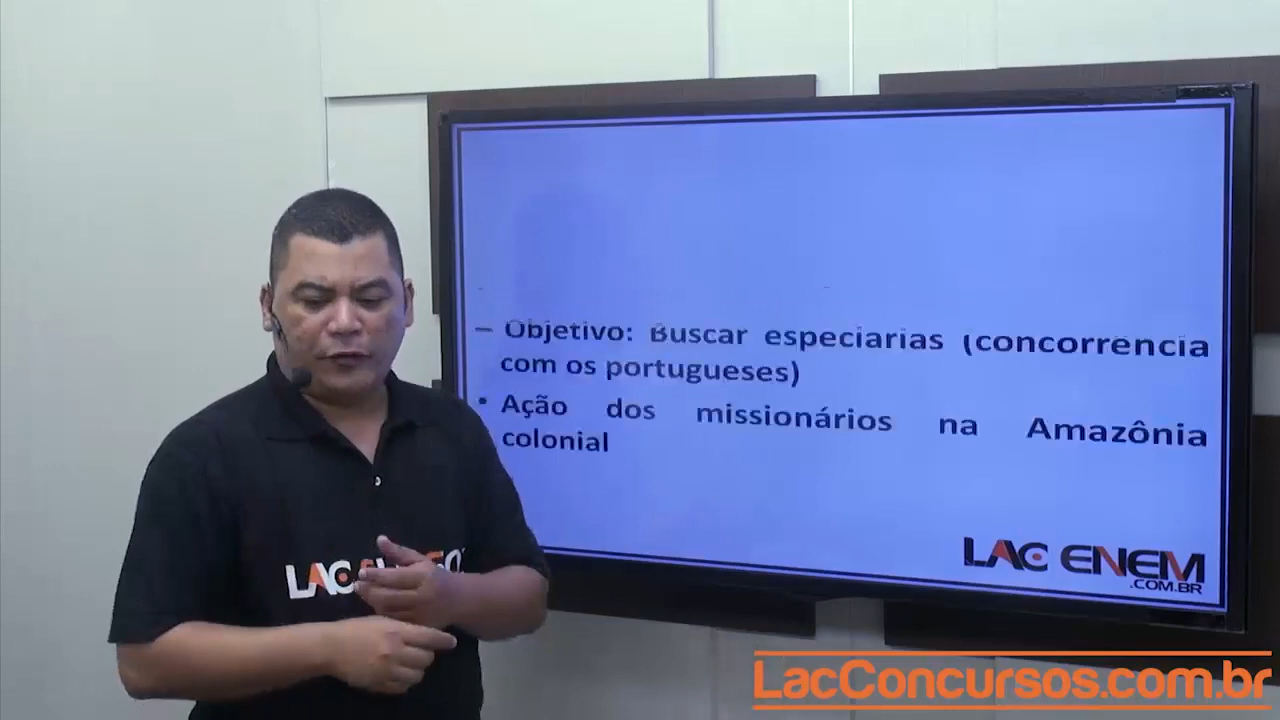 – Objetivo: Buscar especiarias (concorrencia
com os portugueses)
• Ação dos missionários na Amazônia
colonial
LAC ENEM
.COM.BR
LAC
LacConcursos.com.br